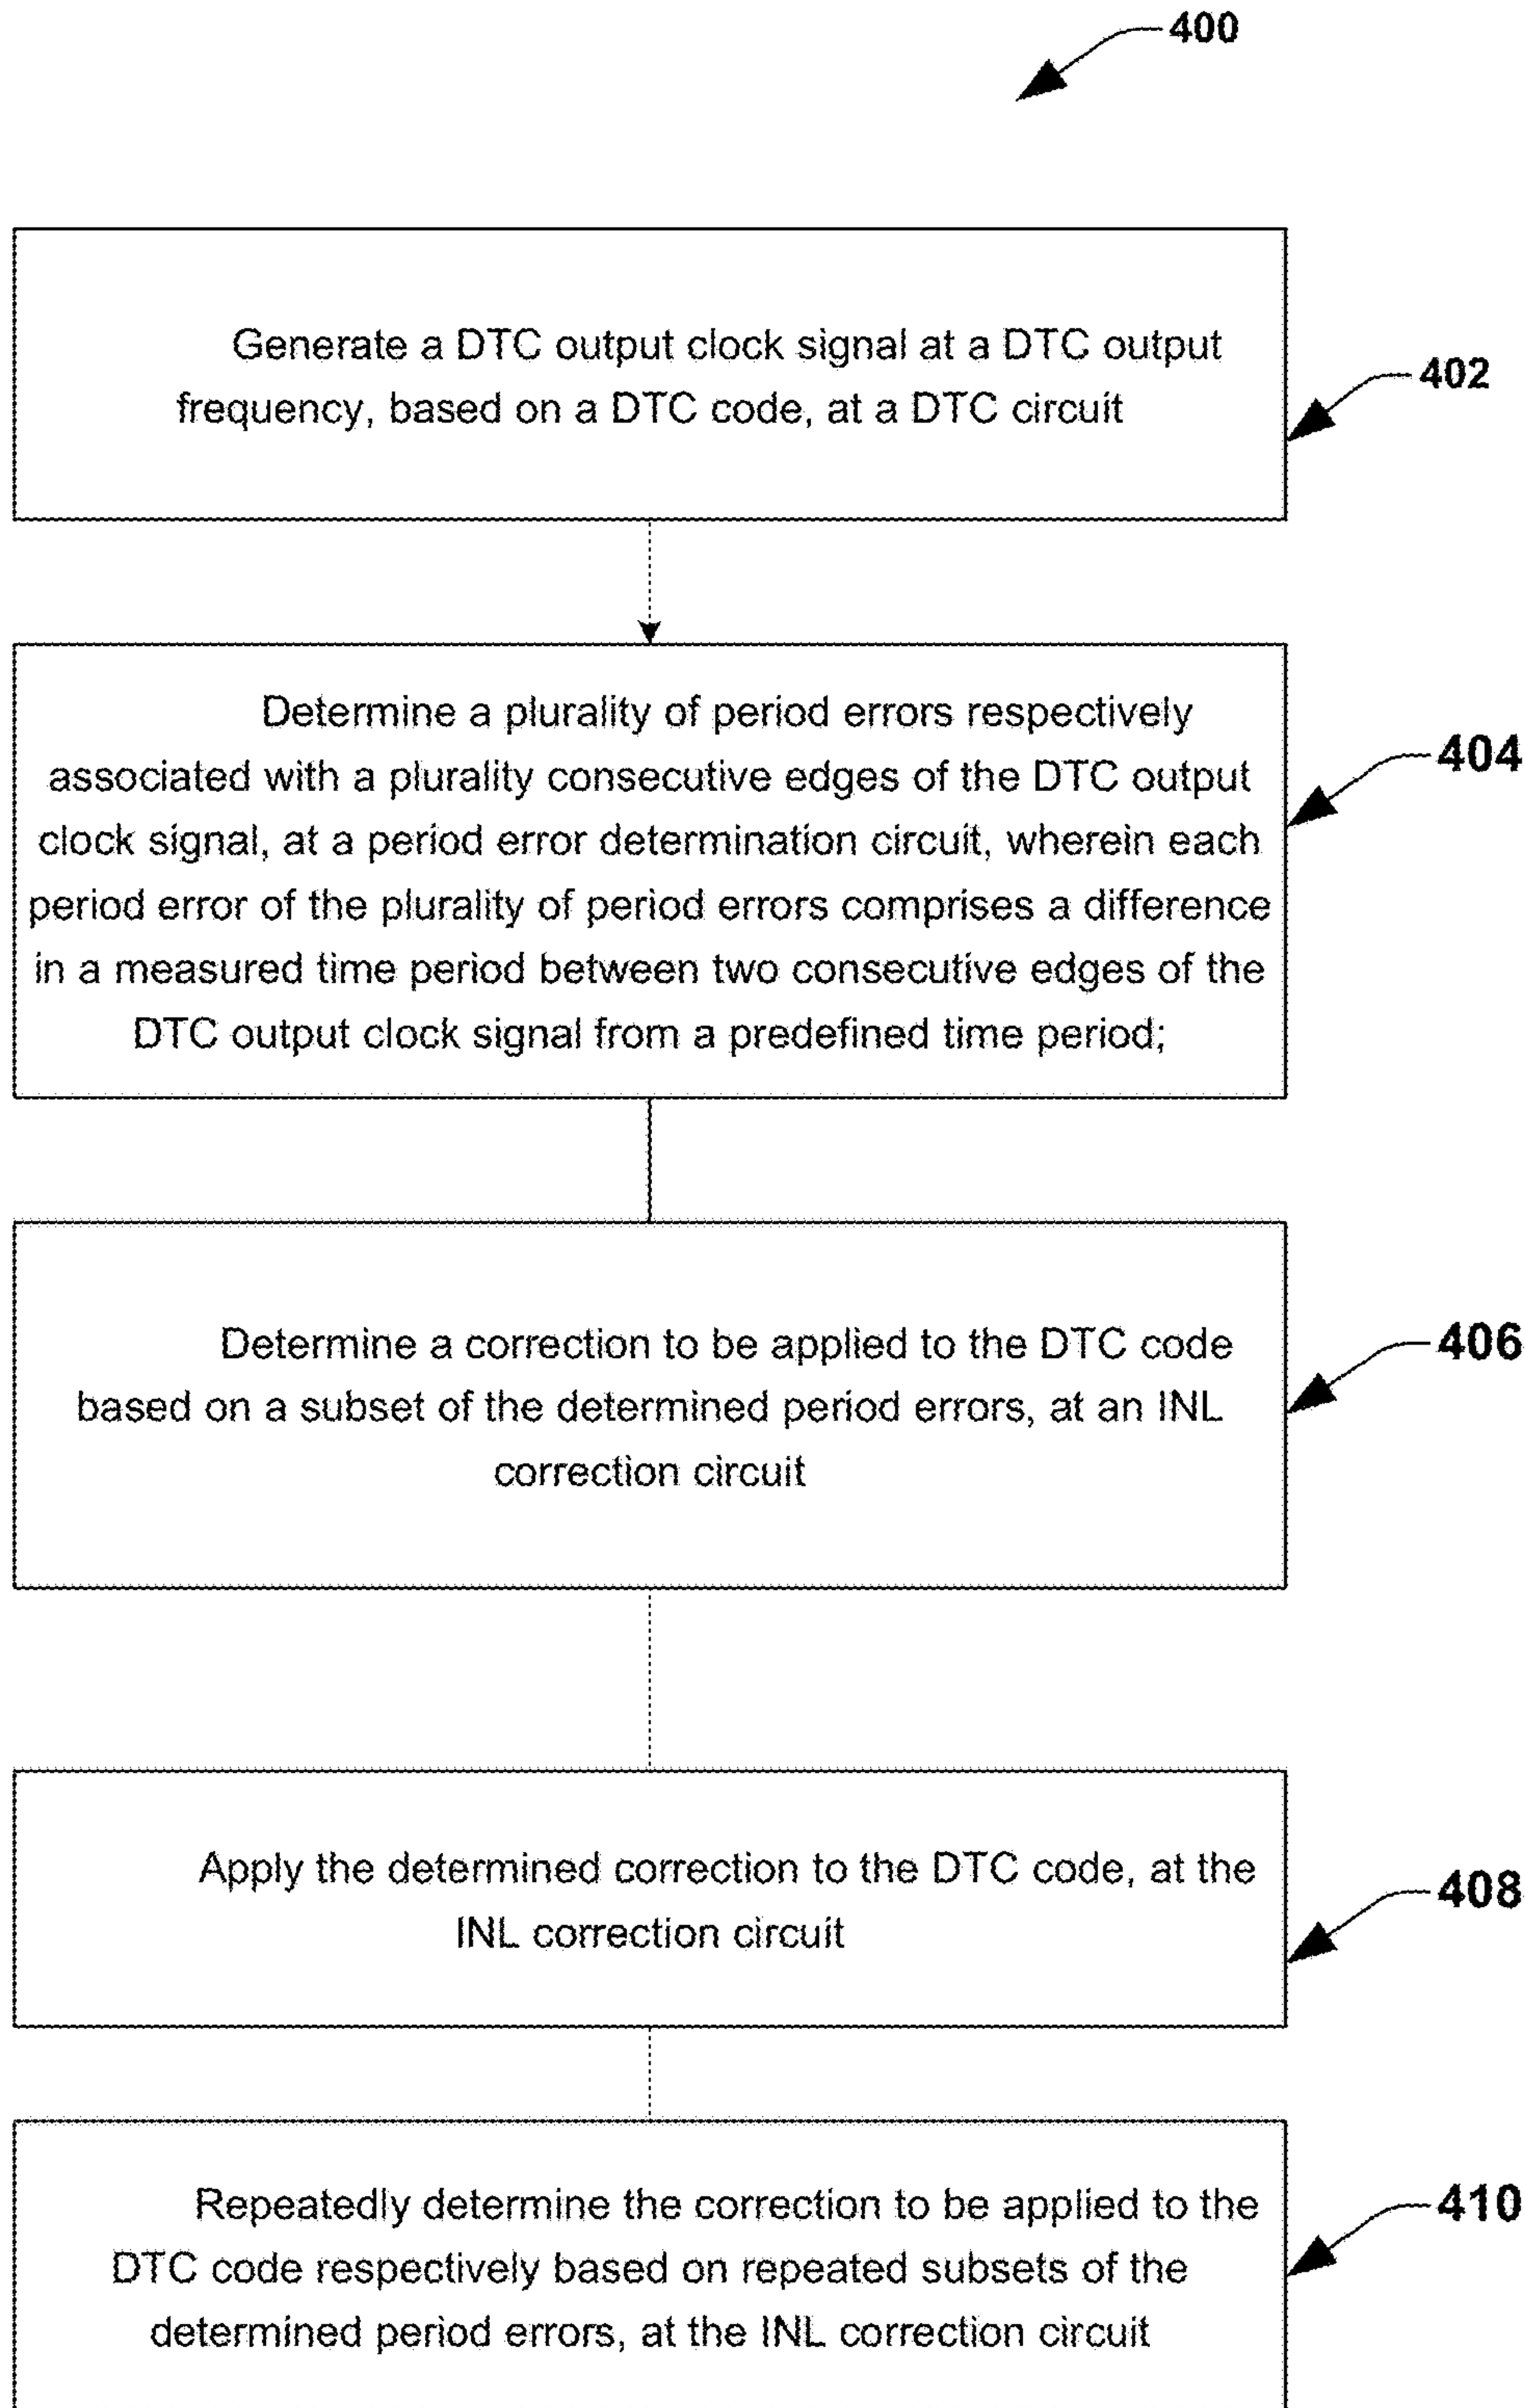 400
Generate a DTC output clock signal at a DTC output
frequency, based on a DTC code, at a DTC circuit
402
Determine a plurality of period errors respectively
associated with a plurality consecutive edges of the DTC output
clock signal, at a period error determination circuit, wherein each
period error of the plurality of period errors comprises a difference
in a measured time period between two consecutive edges of the
DTC output clock signal from a predefined time period;
404
Determine a correction to be applied to the DTC code
based on a subset of the determined period errors, at an INL
correction circuit
406
Apply the determined correction to the DTC code, at the
INL correction circuit
408
Repeatedly determine the correction to be applied to the
DTC code respectively based on repeated subsets of the
determined period errors, at the INL correction circuit
410